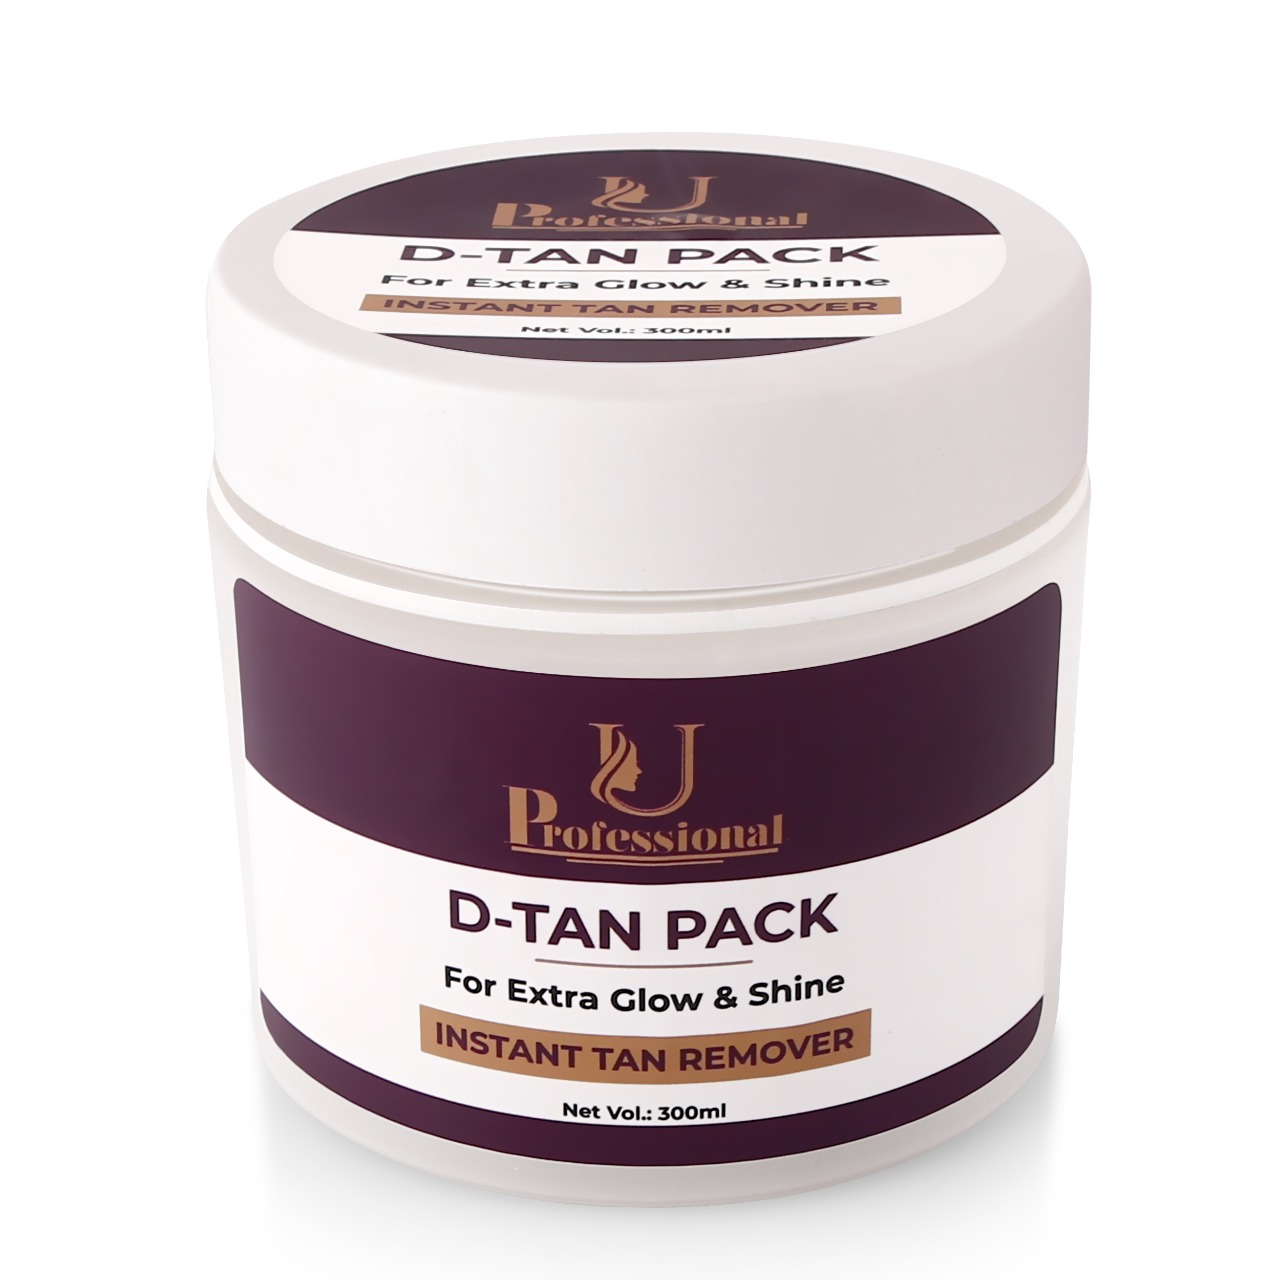 U
Professional
D-TAN PACK
For Extra Glow & Shine
INSTANT TAN REMOVER
Net Vol.: 300ml
U
Professional
D-TAN PACK
For Extra Glow & Shine
INSTANT TAN REMOVER
Net Vol.: 300ml